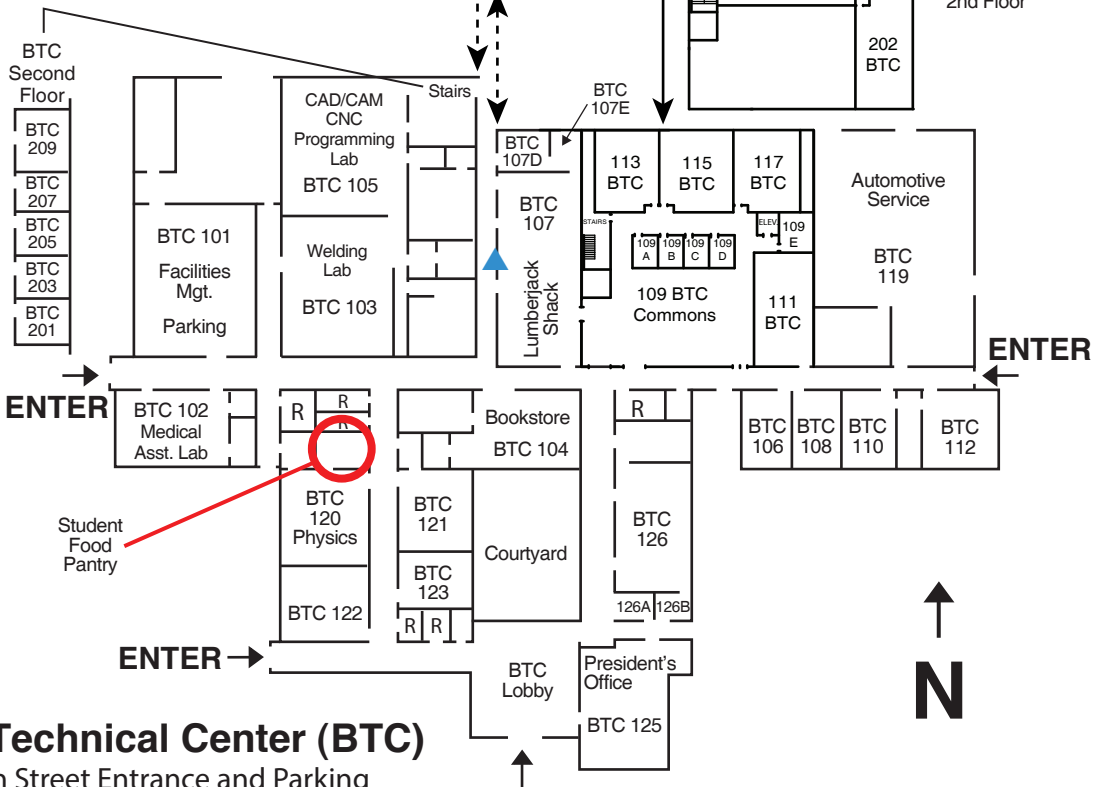 2nd Floor
202
BTC
BTC
Second
Floor
BTC
209
BTC
207
BTC
205
BTC
203
BTC
201
Stairs
CAD/CAM
CNC
Programming
Lab
BTC 105
BTC 101
Facilities
Mgt.
Parking
Welding
Lab
BTC 103
BTC
107E
BTC
107D
BTC
107
Lumberjack
Shack
113
BTC
115
BTC
117
BTC
STAIRS
ELEV.
109
E
109
A
109
B
109
C
109
D
109 BTC
Commons
111
BTC
Automotive
Service
BTC
119
ENTER
ENTER
BTC 102
Medical
Asst. Lab
R
R
R
Bookstore
BTC 104
R
BTC
106
BTC
108
BTC
110
BTC
112
Student
Food
Pantry
BTC
120
Physics
BTC
121
Courtyard
BTC
126
BTC
123
BTC 122
R
R
126A
126B
ENTER
BTC
Lobby
President's
Office
BTC 125
N
Technical Center (BTC)
Street Entrance and Parking